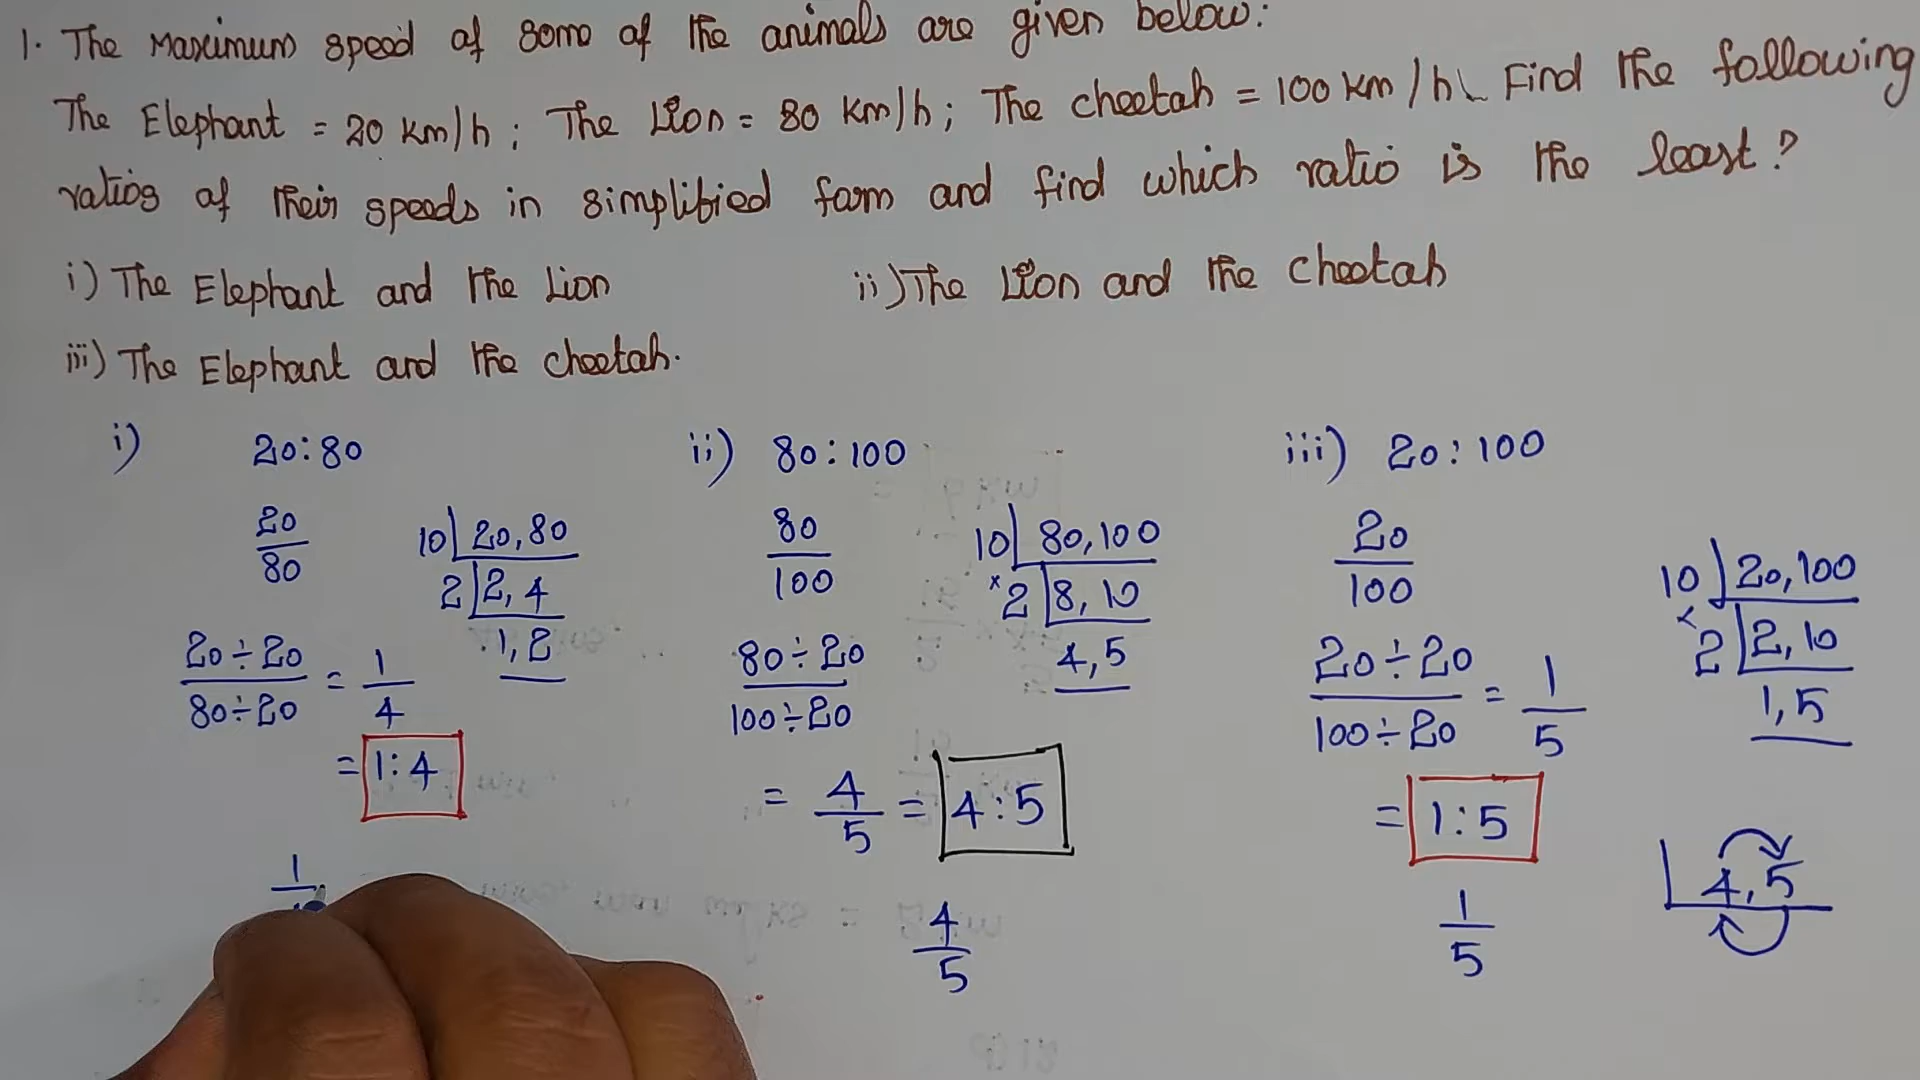 1. The Maximum speed of some of the animals are given below:
The Elephant = 20 km/h; The Lion = 80 km/h; The cheetah = 100 km/h. Find the following
ratios of their speeds in simplified form and find which ratio is the least?
i) The Elephant and the Lion
ii) The Lion and the cheetah
iii) The Elephant and the cheetah.
i) 20:80
20/80
10 | 20, 80
2 | 2, 4
1, 2
20÷20/80÷20 = 1/4
= 1:4
1
ii) 80:100
80/100
10 | 80, 100
× 2 | 8, 10
4, 5
80÷20/100÷20
= 4/5 = 4:5
4/5
iii) 20:100
20/100
10 | 20, 100
× 2 | 2, 10
1, 5
20÷20/100÷20 = 1/5
= 1:5
1/5
4, 5